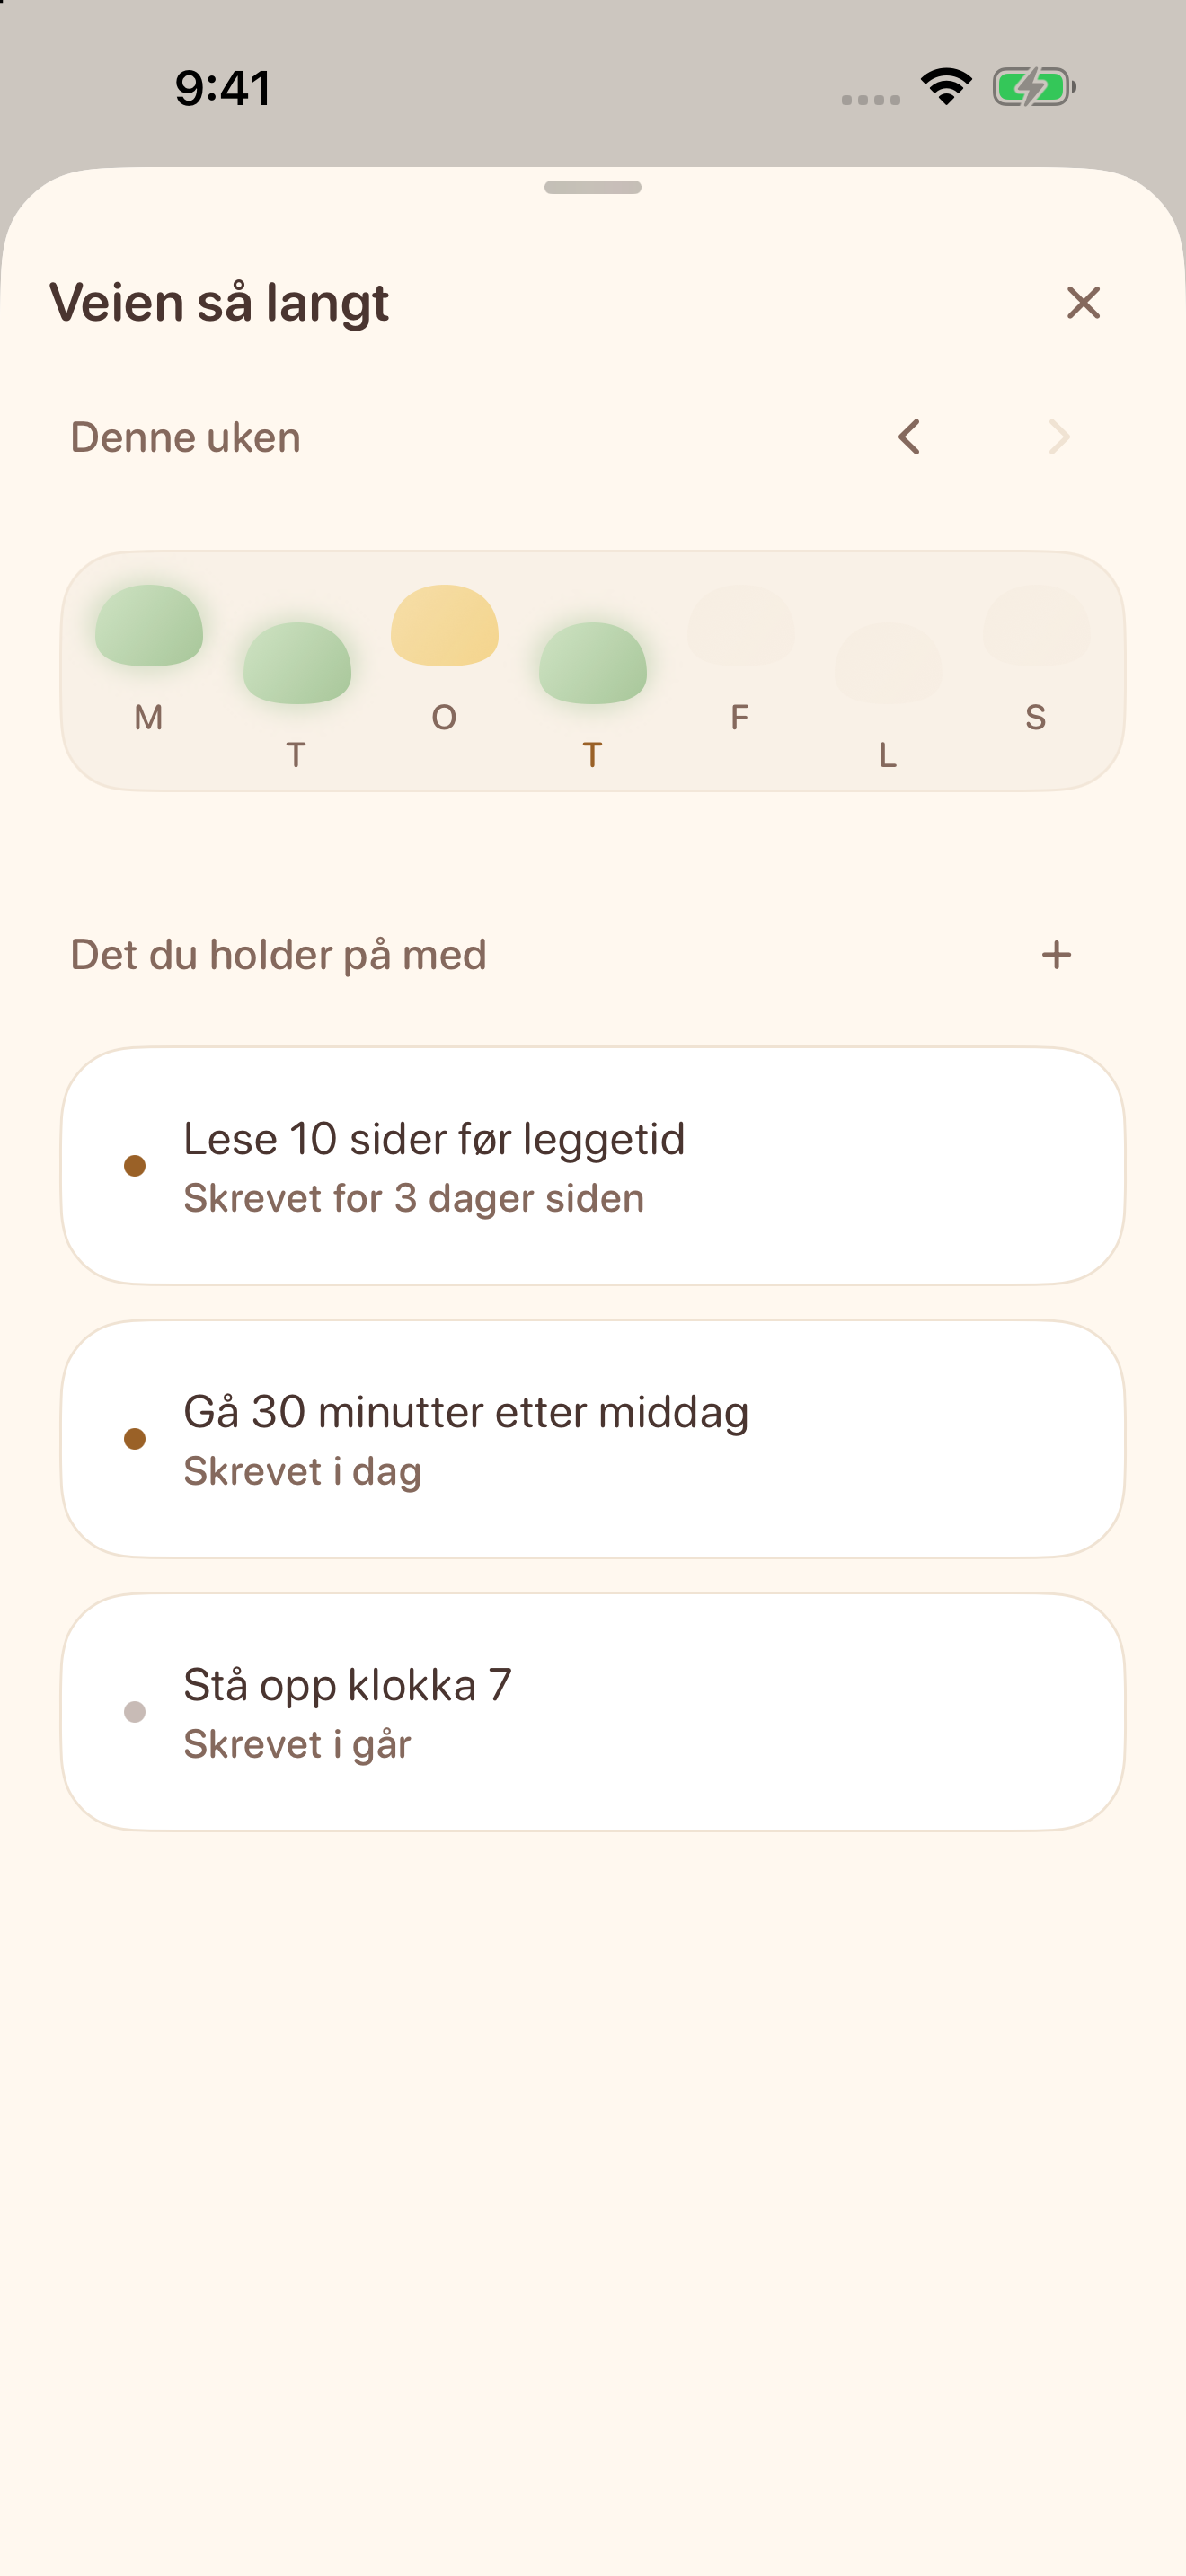 9:41
Veien så langt
Denne uken
M T O T F L S
Det du holder på med
Lese 10 sider før leggetid
Skrevet for 3 dager siden
Gå 30 minutter etter middag
Skrevet i dag
Stå opp klokka 7
Skrevet i går